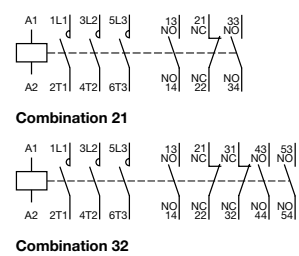 A1 1L1 3L2 5L3 13 21 33
NO NC NO
NO NC NO
A2 2T1 4T2 6T3 14 22 34
Combination 21
A1 1L1 3L2 5L3 13 21 31 43 53
NO NC NC NO NO
NO NC NC NO NO
A2 2T1 4T2 6T3 14 22 32 44 54
Combination 32